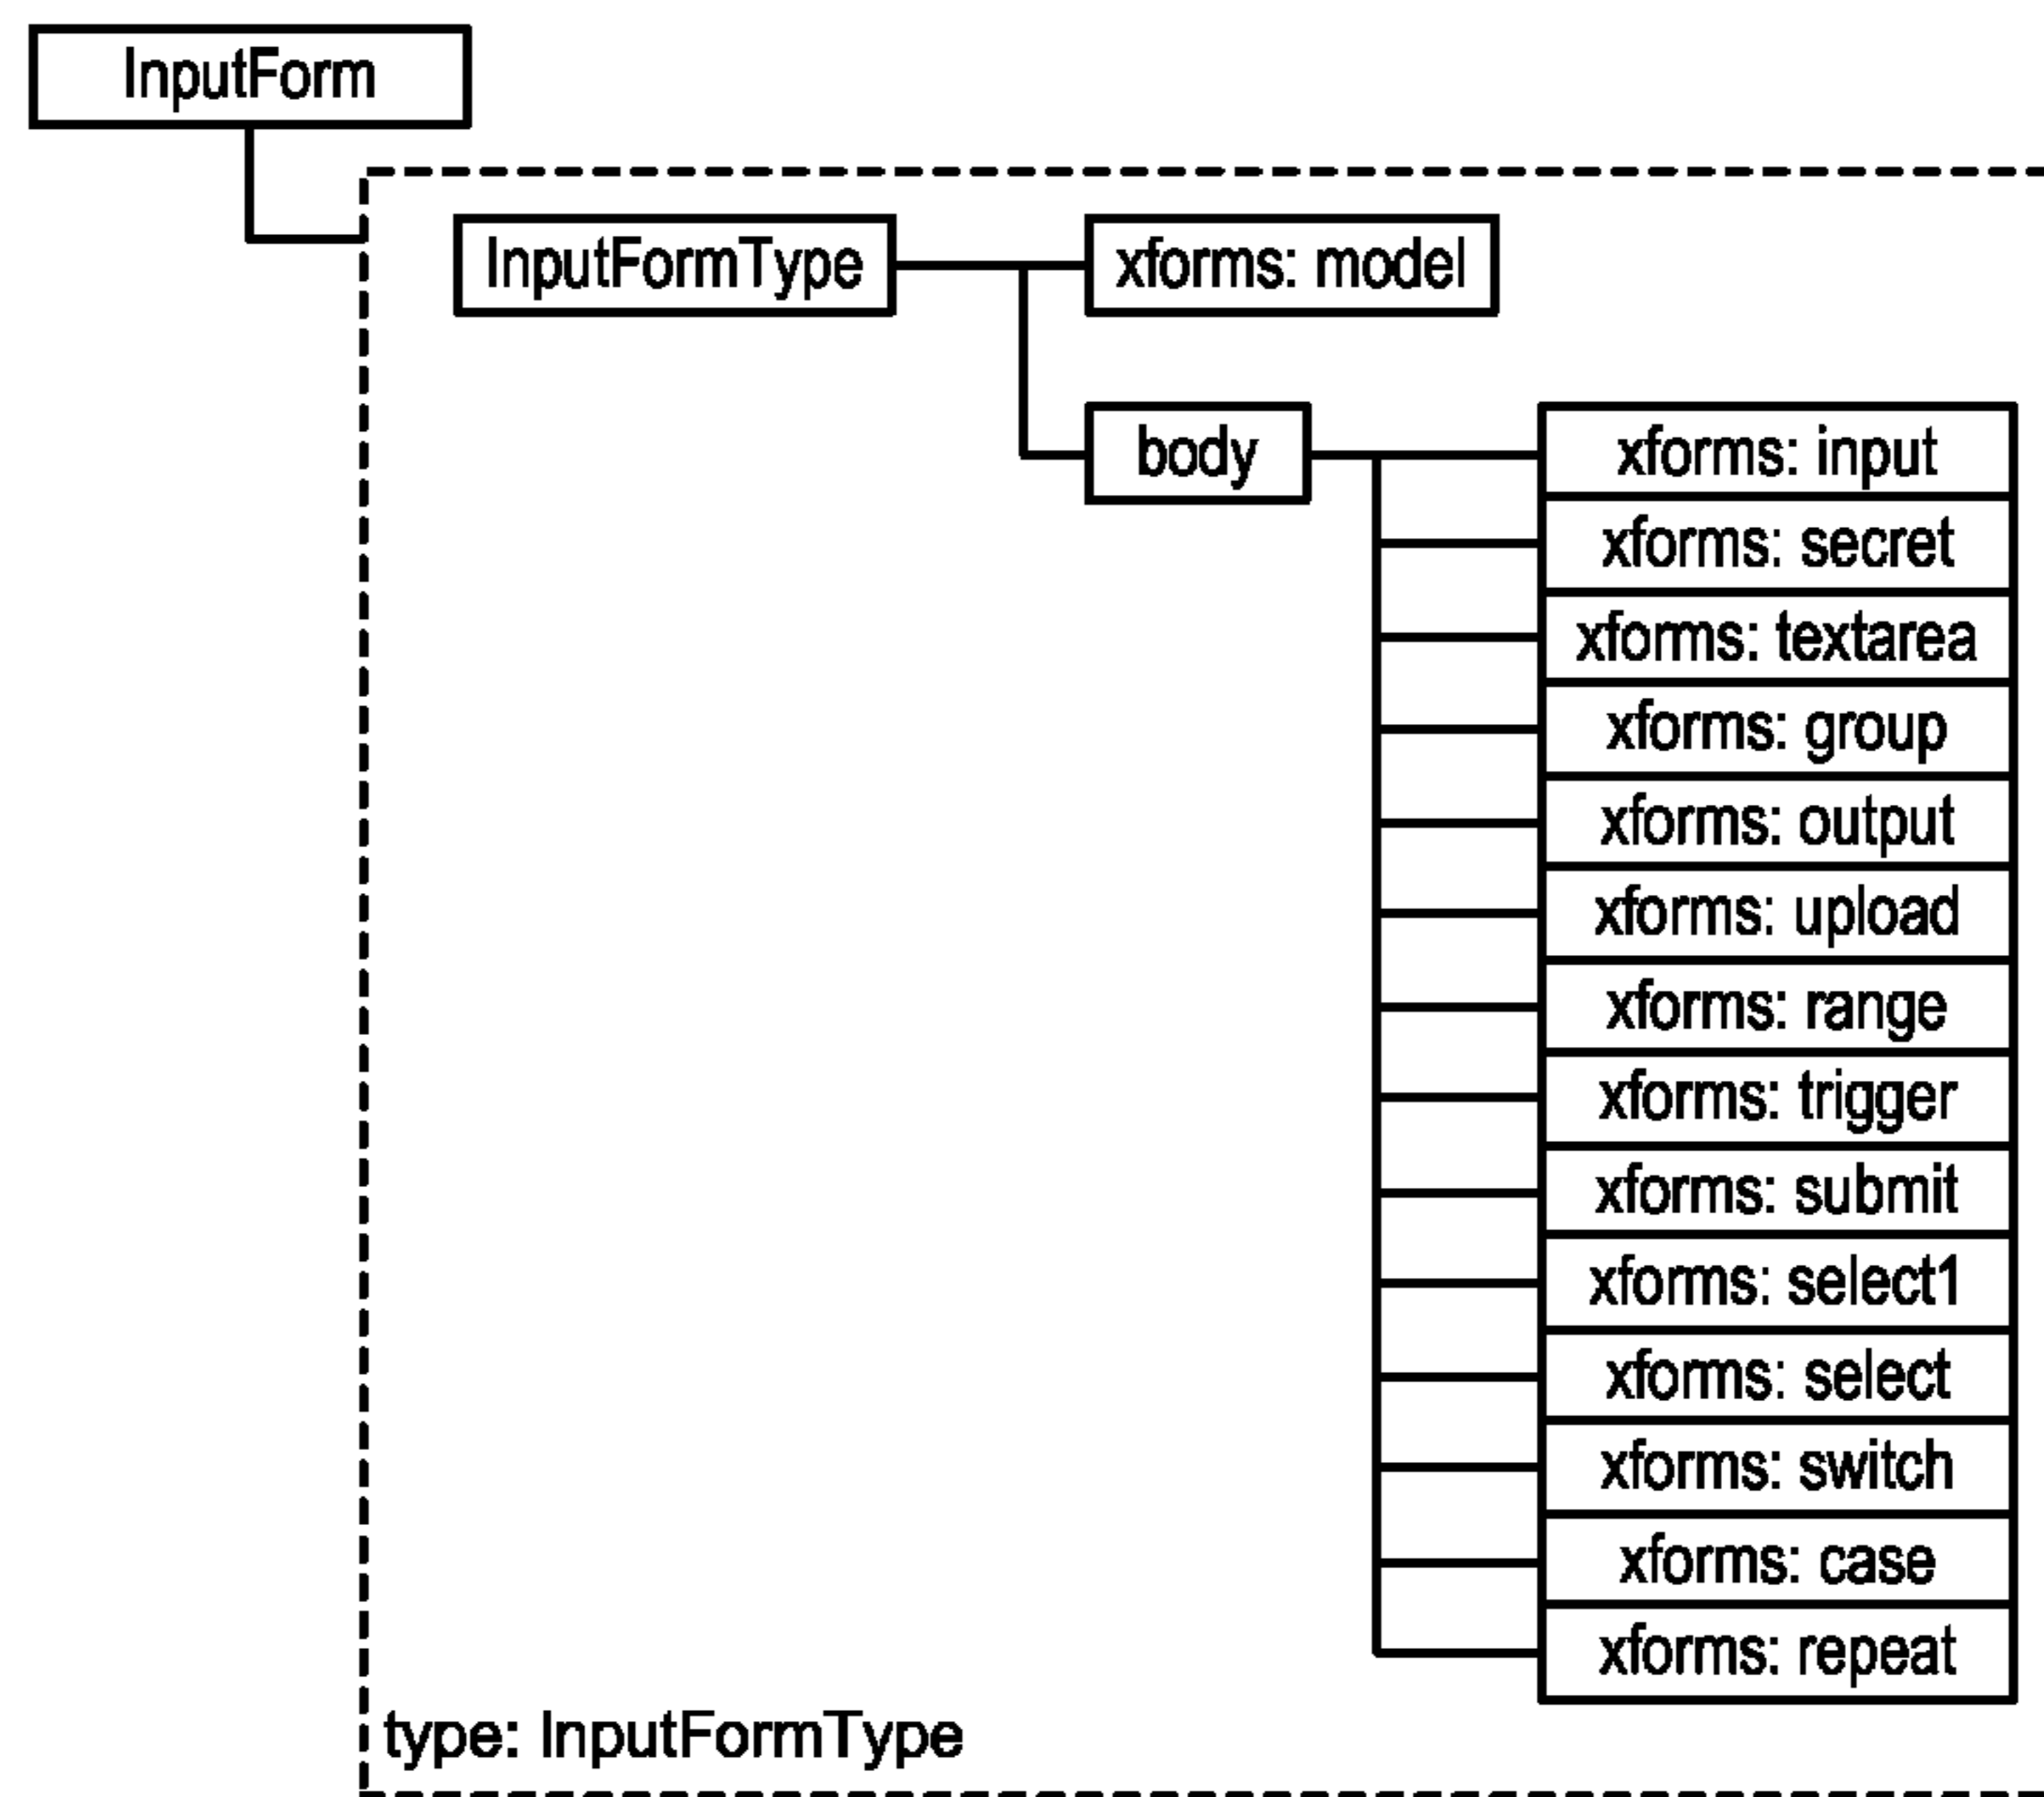 InputForm
InputFormType
xforms: model
body
xforms: input
xforms: secret
xforms: textarea
xforms: group
xforms: output
xforms: upload
xforms: range
xforms: trigger
xforms: submit
xforms: select1
xforms: select
xforms: switch
xforms: case
xforms: repeat
type: InputFormType